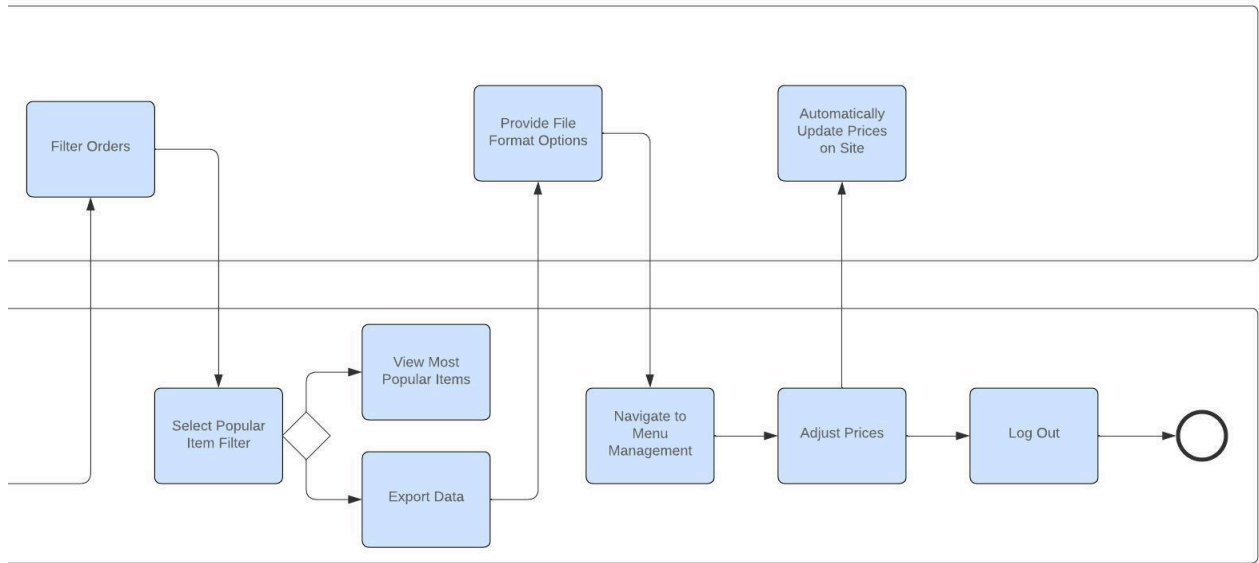 Filter Orders
Provide File
Format Options
Automatically
Update Prices
on Site
Select Popular
Item Filter
View Most
Popular Items
Export Data
Navigate to
Menu
Management
Adjust Prices
Log Out